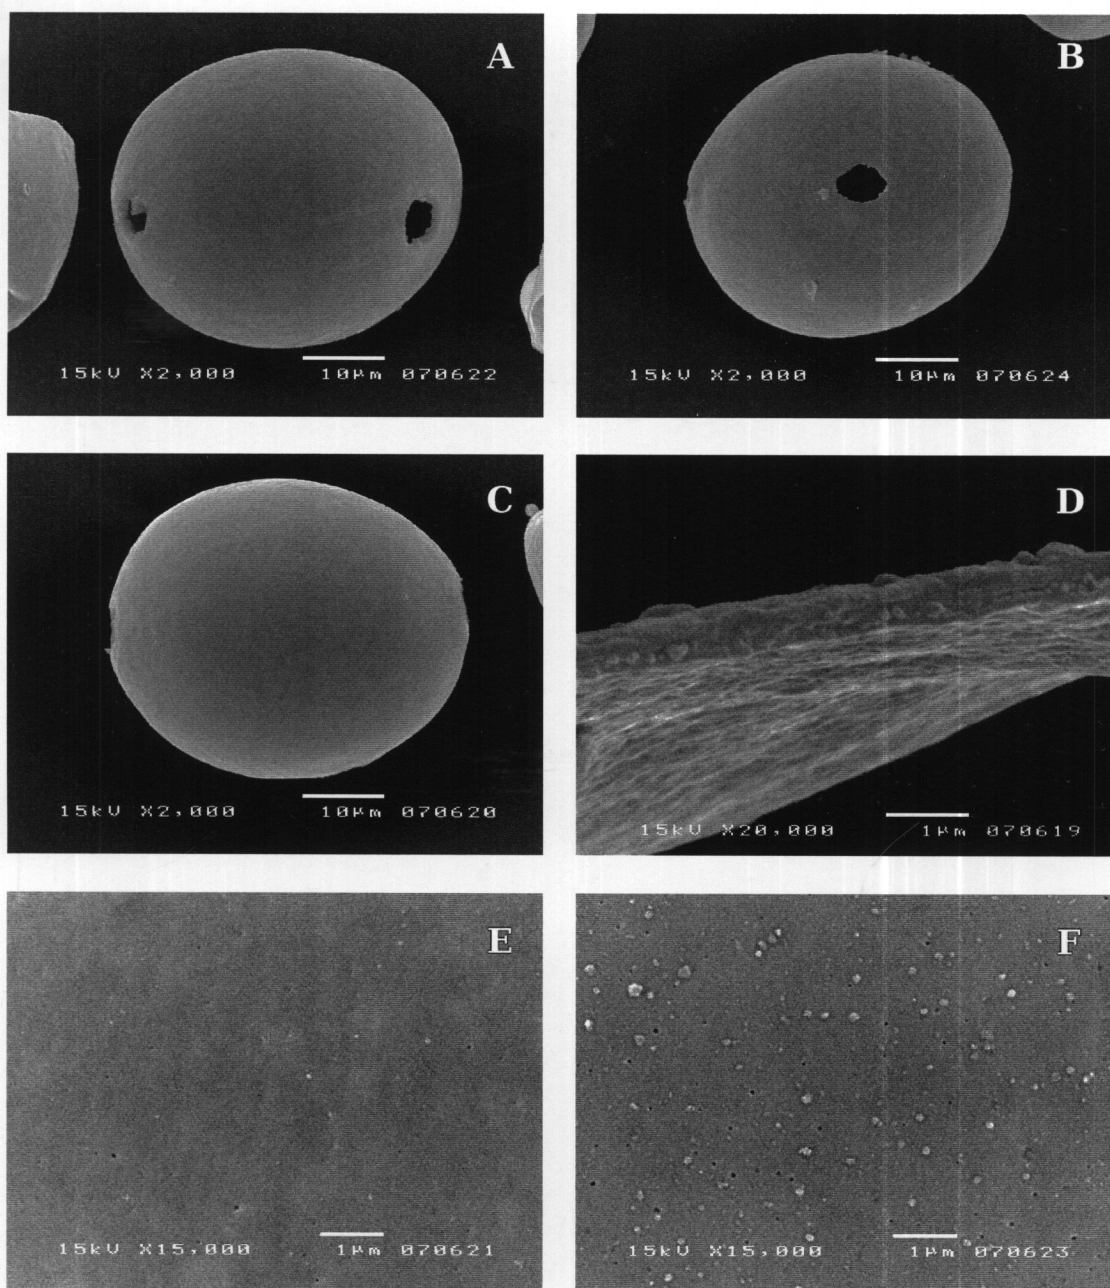 A
15kV X2,000 10µm 070622
B
15kV X2,000 10µm 070624
C
15kV X2,000 10µm 070620
D
15kV X20,000 1µm 070619
E
15kV X15,000 1µm 070621
F
15kV X15,000 1µm 070623